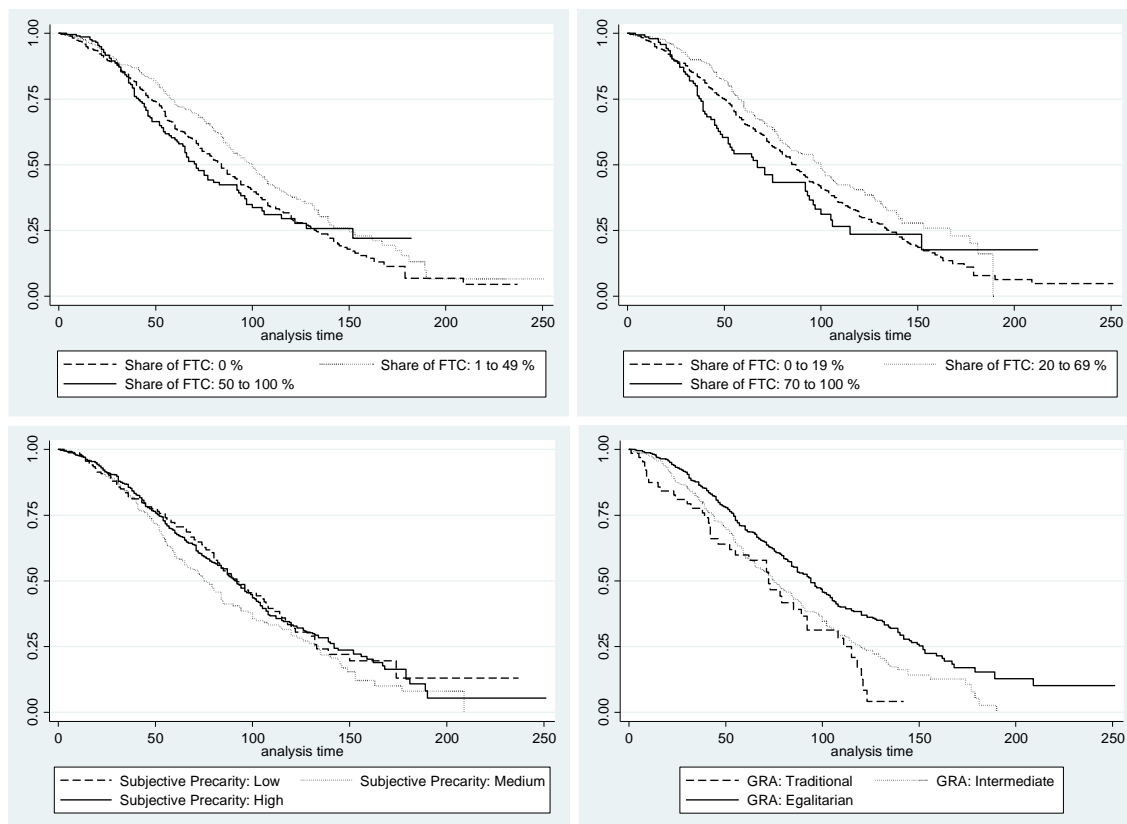 1.00
0.75
0.50
0.25
0.00
0 50 100 150 200 250
analysis time
Share of FTC: 0 % Share of FTC: 1 to 49 %
Share of FTC: 50 to 100 %
1.00
0.75
0.50
0.25
0.00
0 50 100 150 200 250
analysis time
Share of FTC: 0 to 19 % Share of FTC: 20 to 69 %
Share of FTC: 70 to 100 %
1.00
0.75
0.50
0.25
0.00
0 50 100 150 200 250
analysis time
Subjective Precarity: Low Subjective Precarity: Medium
Subjective Precarity: High
1.00
0.75
0.50
0.25
0.00
0 50 100 150 200 250
analysis time
GRA: Traditional GRA: Intermediate
GRA: Egalitarian